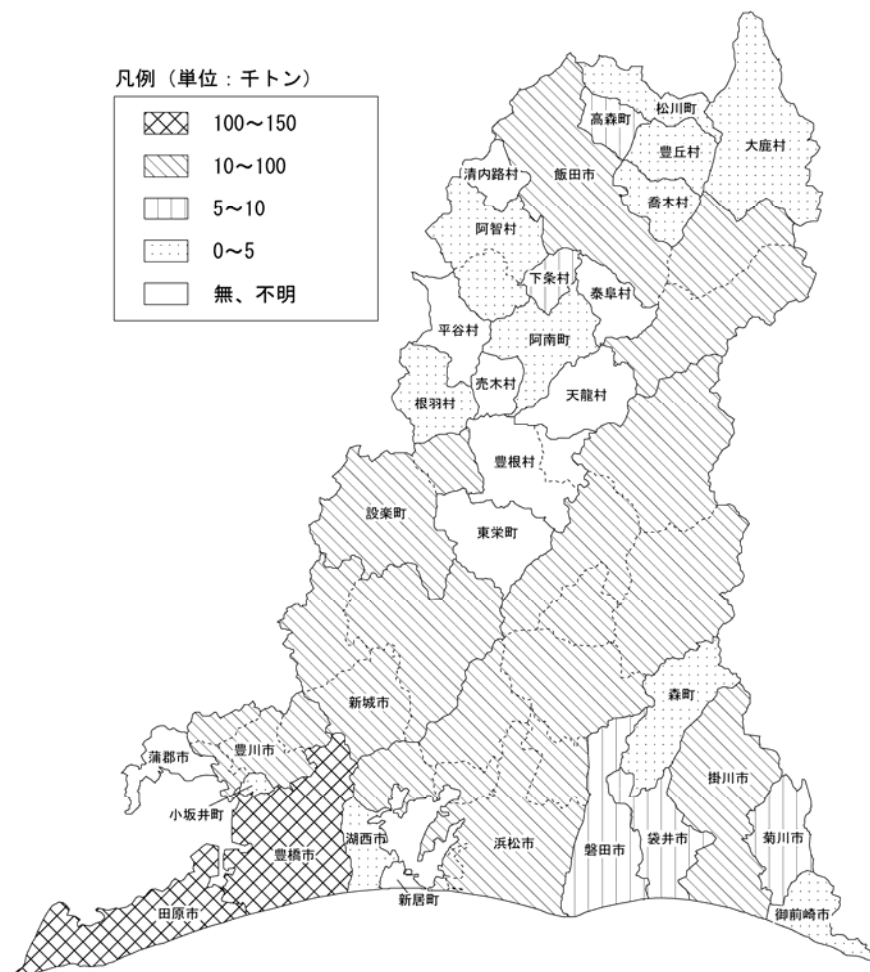 凡例（単位：千トン）
100～150
10～100
5～10
0～5
無、不明
松川町
高森町
大鹿村
豊丘村
清内路村
飯田市
喬木村
阿智村
下条村
泰阜村
平谷村
阿南町
売木村
天龍村
根羽村
豊根村
設楽町
東栄町
森町
新城市
豊川市
蒲郡市
掛川市
小坂井町
湖西市
浜松市
袋井市
菊川市
豊橋市
磐田市
新居町
田原市
御前崎市